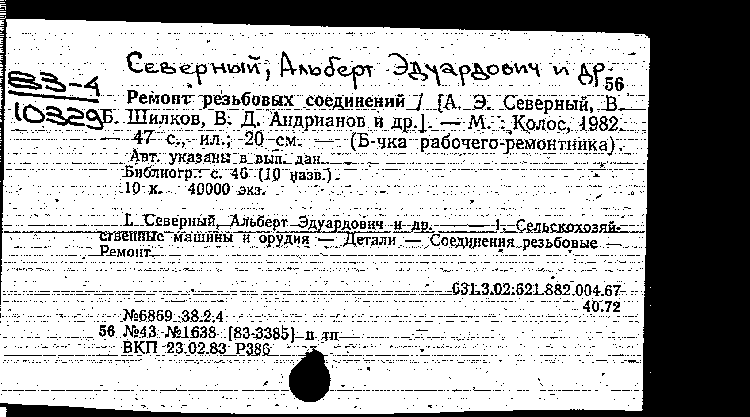 Северный, Альберт Эдуардович и др.
83-4
10329
56
Ремонт резьбовых соединений / [А. Э. Северный, В.
Б. Шилков, В. Д. Андрианов и др.]. — М. : Колос, 1982.
47 с., ил.; 20 см. — (Б-чка рабочего-ремонтника).
Авт. указаны в вып. дан.
Библиогр.: с. 46 (10 назв.).
10 к. 40000 экз.
I. Северный, Альберт Эдуардович и др. — 1. Сельскохозяй-
ственные машины и орудия — Детали — Соединения резьбовые —
Ремонт.
631.3.02:621.882.004.67
40.72
№6869 38.2.4
56 №43 №1638 [83-3385] п тп
ВКП 23.02.83 Р386